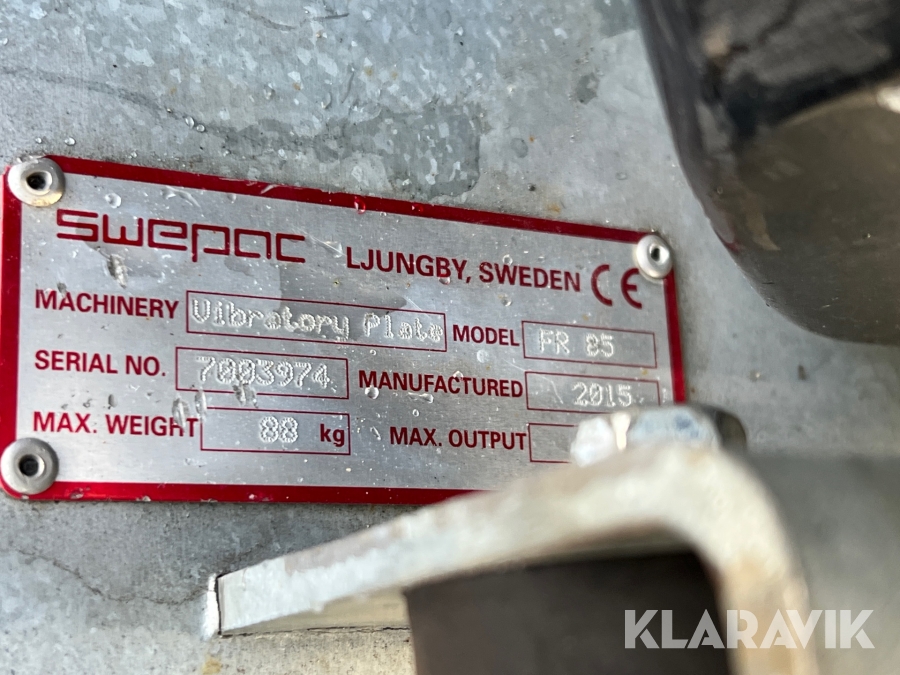 swepac LJUNGBY, SWEDEN CE
MACHINERY Vibratory Plate MODEL FR 85
SERIAL NO. 7003974 MANUFACTURED 2015
MAX. WEIGHT 88 kg MAX. OUTPUT
KLARAVIK